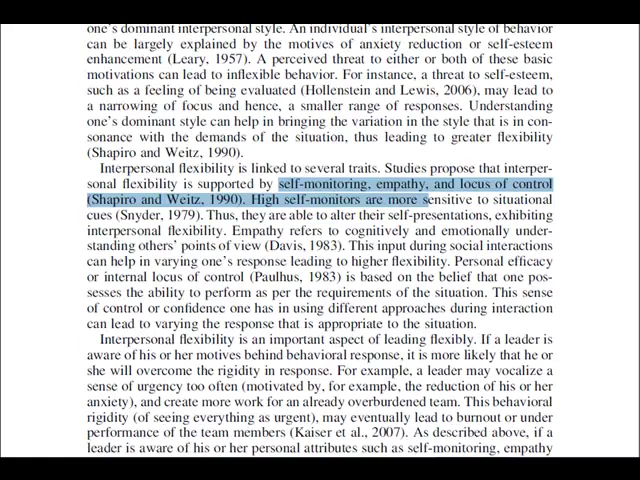 one's dominant interpersonal style. An individual's interpersonal style of behavior
can be largely explained by the motives of anxiety reduction or self-esteem
enhancement (Leary, 1957). A perceived threat to either or both of these basic
motivations can lead to inflexible behavior. For instance, a threat to self-esteem,
such as a feeling of being evaluated (Hollenstein and Lewis, 2006), may lead to
a narrowing of focus and hence, a smaller range of responses. Understanding
one's dominant style can help in bringing the variation in the style that is in con-
sonance with the demands of the situation, thus leading to greater flexibility
(Shapiro and Weitz, 1990).
Interpersonal flexibility is linked to several traits. Studies propose that interper-
sonal flexibility is supported by self-monitoring, empathy, and locus of control
(Shapiro and Weitz, 1990). High self-monitors are more sensitive to situational
cues (Snyder, 1979). Thus, they are able to alter their self-presentations, exhibiting
interpersonal flexibility. Empathy refers to cognitively and emotionally under-
standing others' points of view (Davis, 1983). This input during social interactions
can help in varying one's response leading to higher flexibility. Personal efficacy
or internal locus of control (Paulhus, 1983) is based on the belief that one pos-
sesses the ability to perform as per the requirements of the situation. This sense
of control or confidence one has in using different approaches during interaction
can lead to varying the response that is appropriate to the situation.
Interpersonal flexibility is an important aspect of leading flexibly. If a leader is
aware of his or her motives behind behavioral response, it is more likely that he or
she will overcome the rigidity in response. For example, a leader may vocalize a
sense of urgency too often (motivated by, for example, the reduction of his or her
anxiety), and create more work for an already overburdened team. This behavioral
rigidity (of seeing everything as urgent), may eventually lead to burnout or under
performance of the team members (Kaiser et al., 2007). As described above, if a
leader is aware of his or her personal attributes such as self-monitoring, empathy